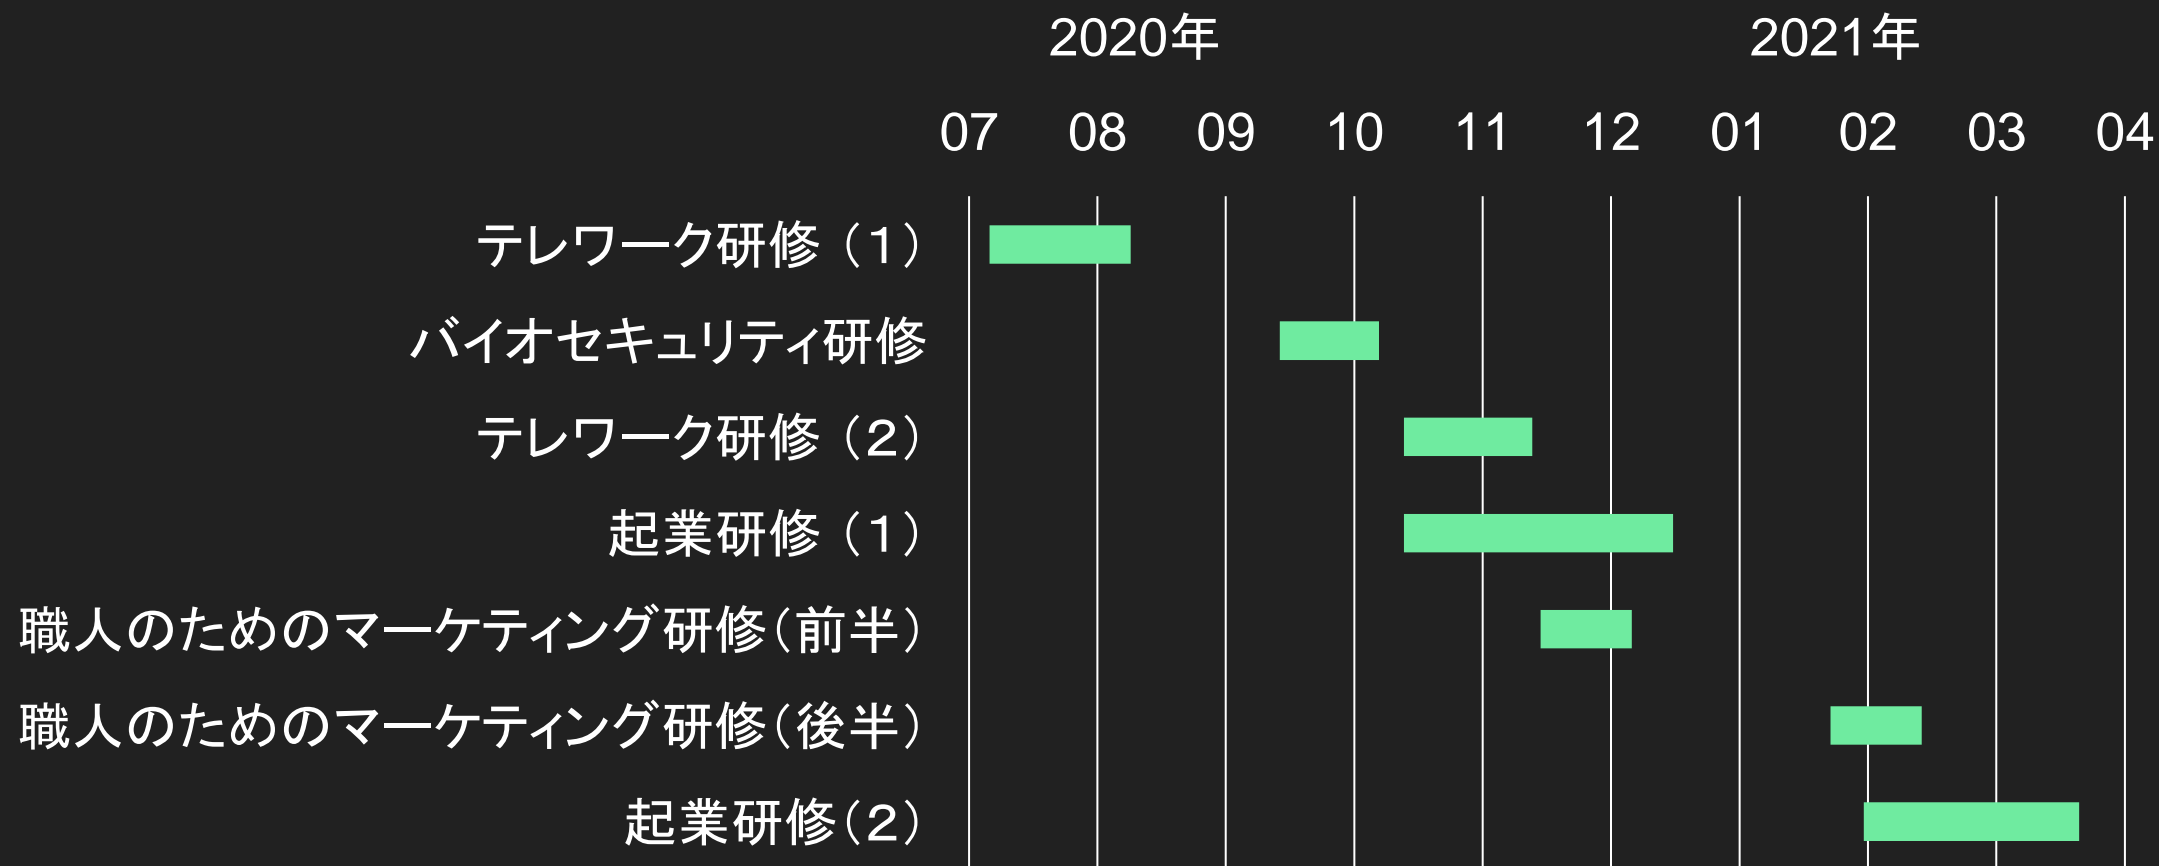 2020年 2021年
07 08 09 10 11 12 01 02 03 04
テレワーク研修（1）
バイオセキュリティ研修
テレワーク研修（2）
起業研修（1）
職人のためのマーケティング研修（前半）
職人のためのマーケティング研修（後半）
起業研修（2）